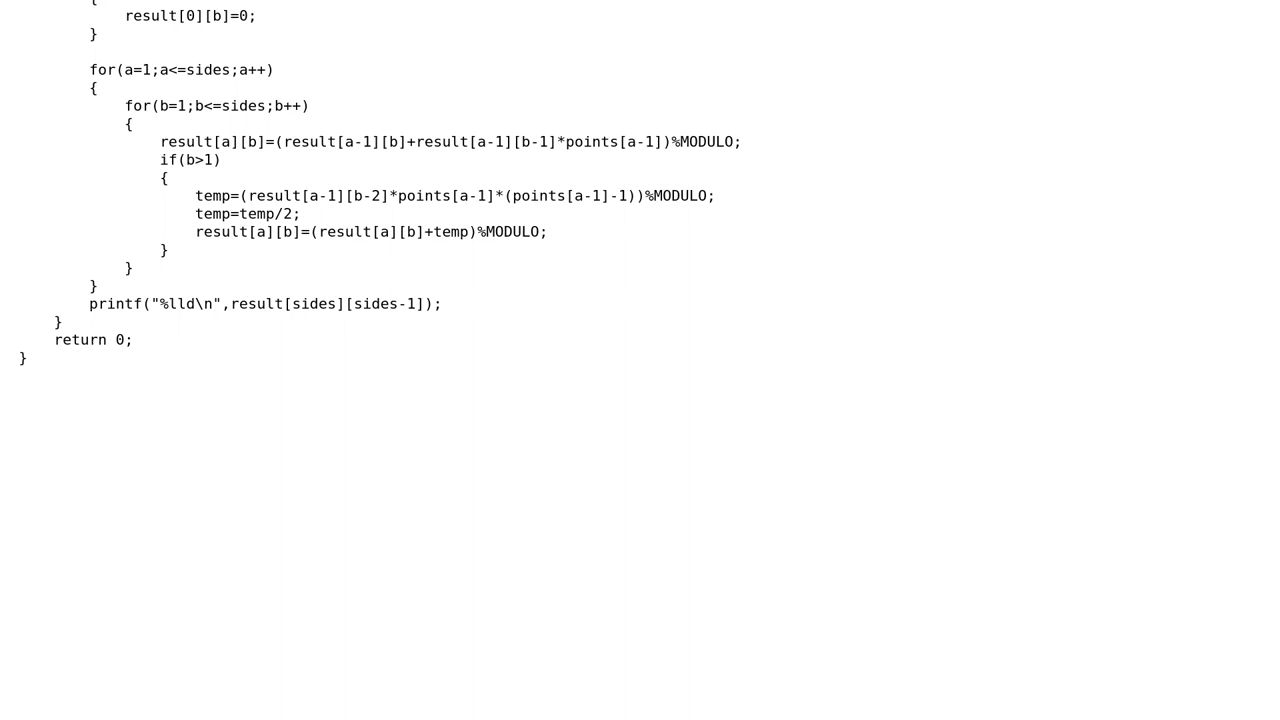 {
result[0][b]=0;
}
for(a=1;a<=sides;a++)
{
for(b=1;b<=sides;b++)
{
result[a][b]=(result[a-1][b]+result[a-1][b-1]*points[a-1])%MODULO;
if(b>1)
{
temp=(result[a-1][b-2]*points[a-1]*(points[a-1]-1))%MODULO;
temp=temp/2;
result[a][b]=(result[a][b]+temp)%MODULO;
}
}
}
printf("%lld\n",result[sides][sides-1]);
}
return 0;
}